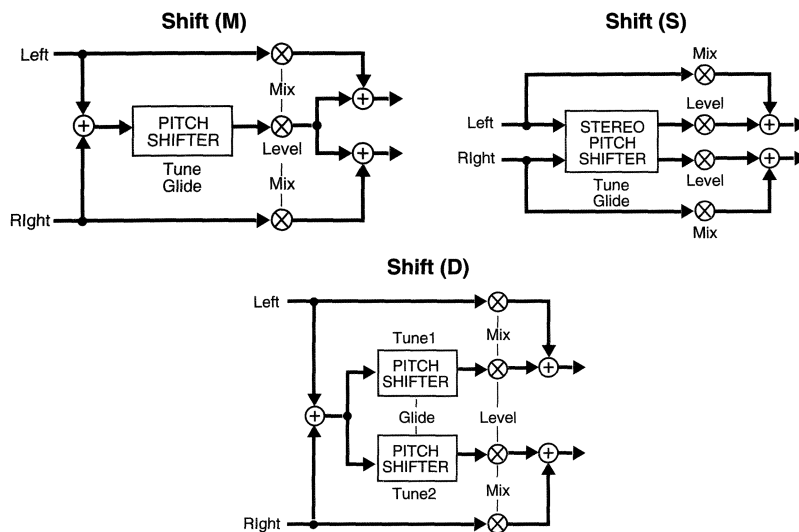 Shift (M)
Left
Mix
PITCH
SHIFTER
Level
Tune
Glide
Mix
RIght
Shift (S)
Mix
Level
Left
STEREO
PITCH
SHIFTER
RIght
Level
Tune
Glide
Mix
Shift (D)
Left
Tune1
Mix
PITCH
SHIFTER
Glide
Level
PITCH
SHIFTER
Tune2
Mix
RIght